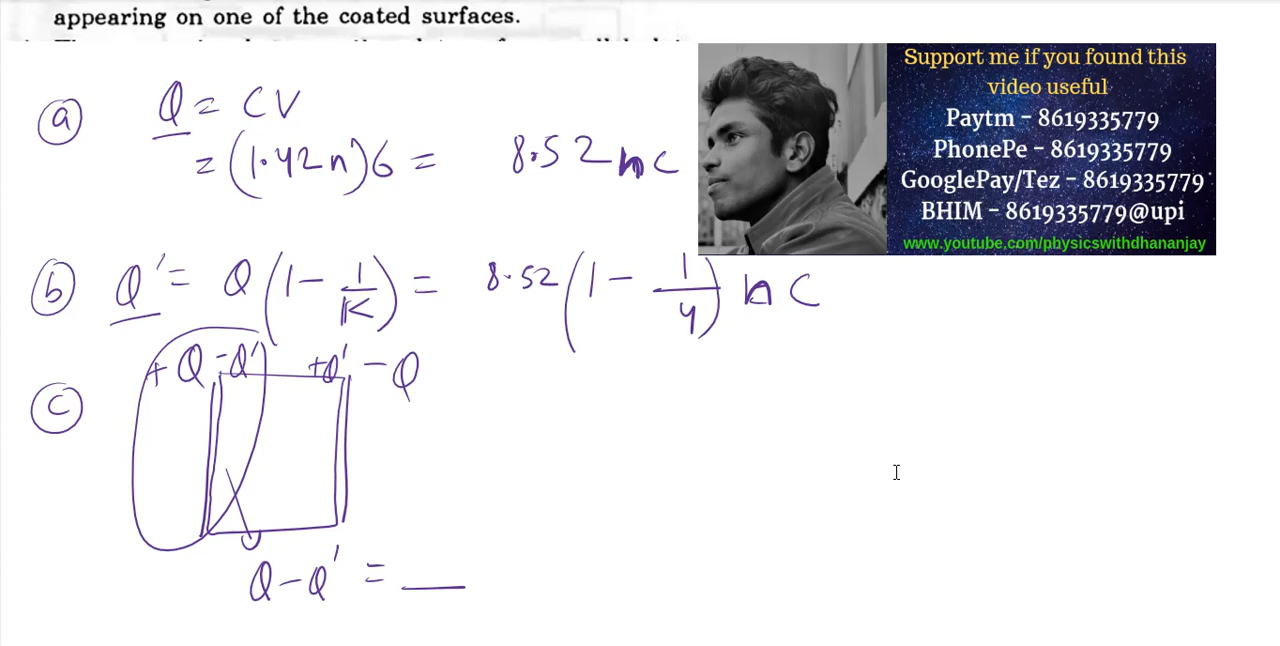 appearing on one of the coated surfaces.
Support me if you found this
video useful
Paytm - 8619335779
PhonePe - 8619335779
GooglePay/Tez - 8619335779
BHIM - 8619335779@upi
www.youtube.com/physicswithdhananjay
(a) Q = CV
= (1.42n)6 = 8.52 nC
(b) Q' = Q(1 - 1/K) = 8.52(1 - 1/4) nC
+Q -Q' +Q' -Q
(c)
Q - Q' = __